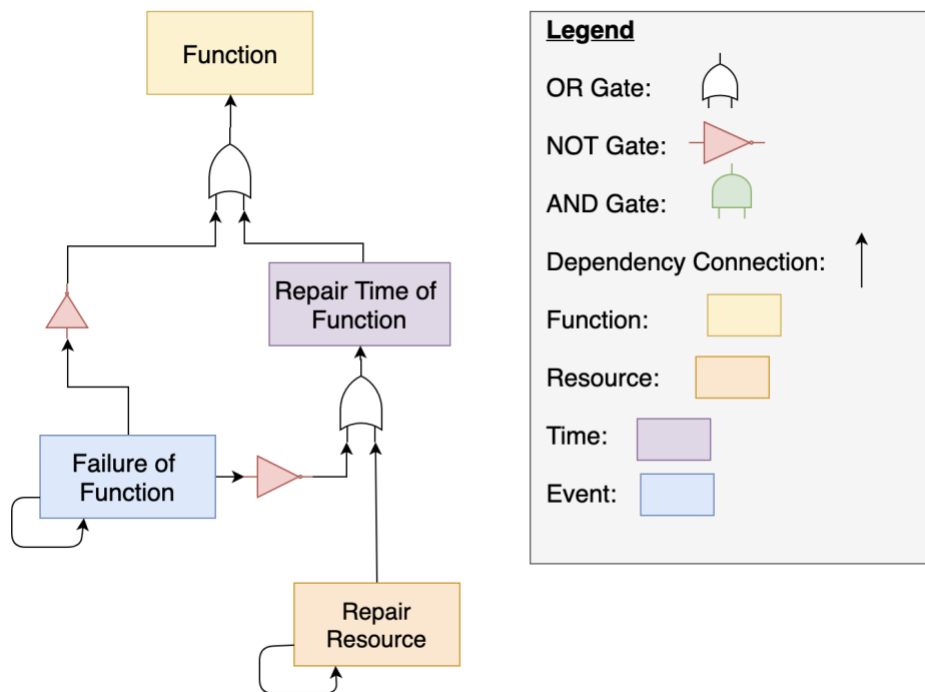 Function
Repair Time of
Function
Failure of
Function
Repair
Resource
Legend
OR Gate:
NOT Gate:
AND Gate:
Dependency Connection:
Function:
Resource:
Time:
Event: